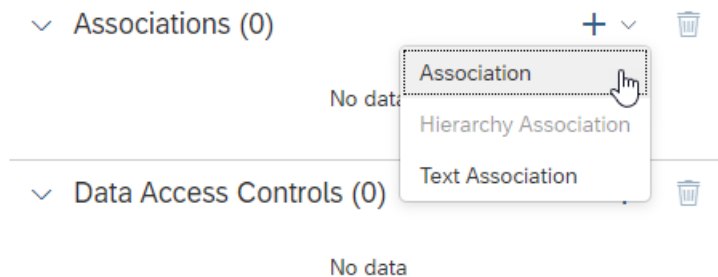 Associations (0)
Association
No data
Hierarchy Association
Text Association
Data Access Controls (0)
No data